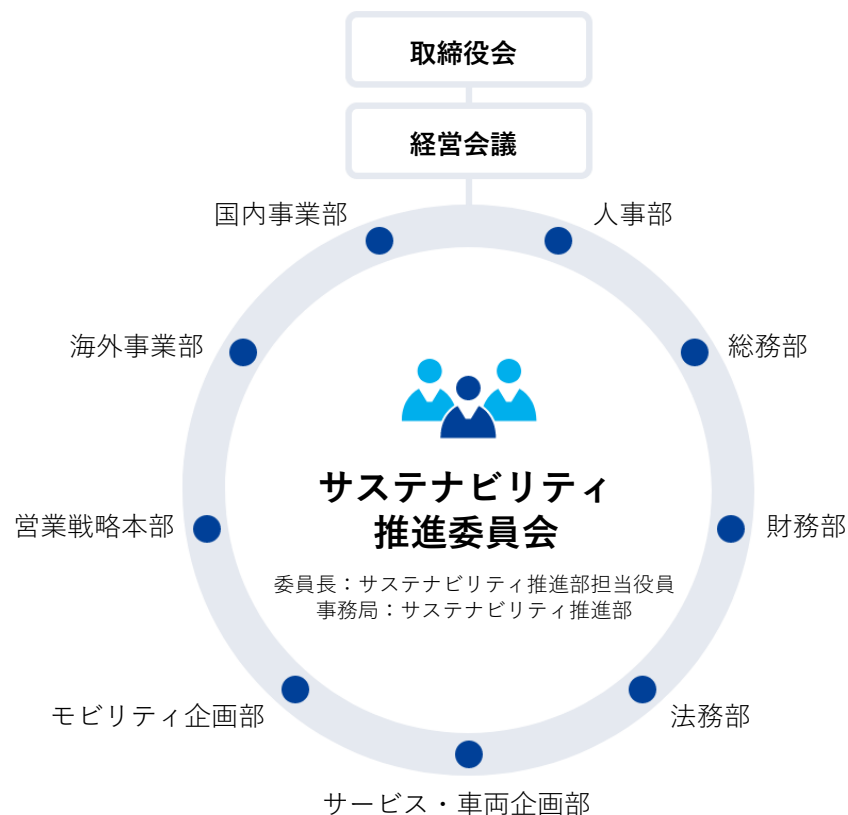 取締役会
経営会議
国内事業部
人事部
海外事業部
総務部
サステナビリティ
推進委員会
営業戦略本部
財務部
委員長：サステナビリティ推進部担当役員
事務局：サステナビリティ推進部
モビリティ企画部
法務部
サービス・車両企画部